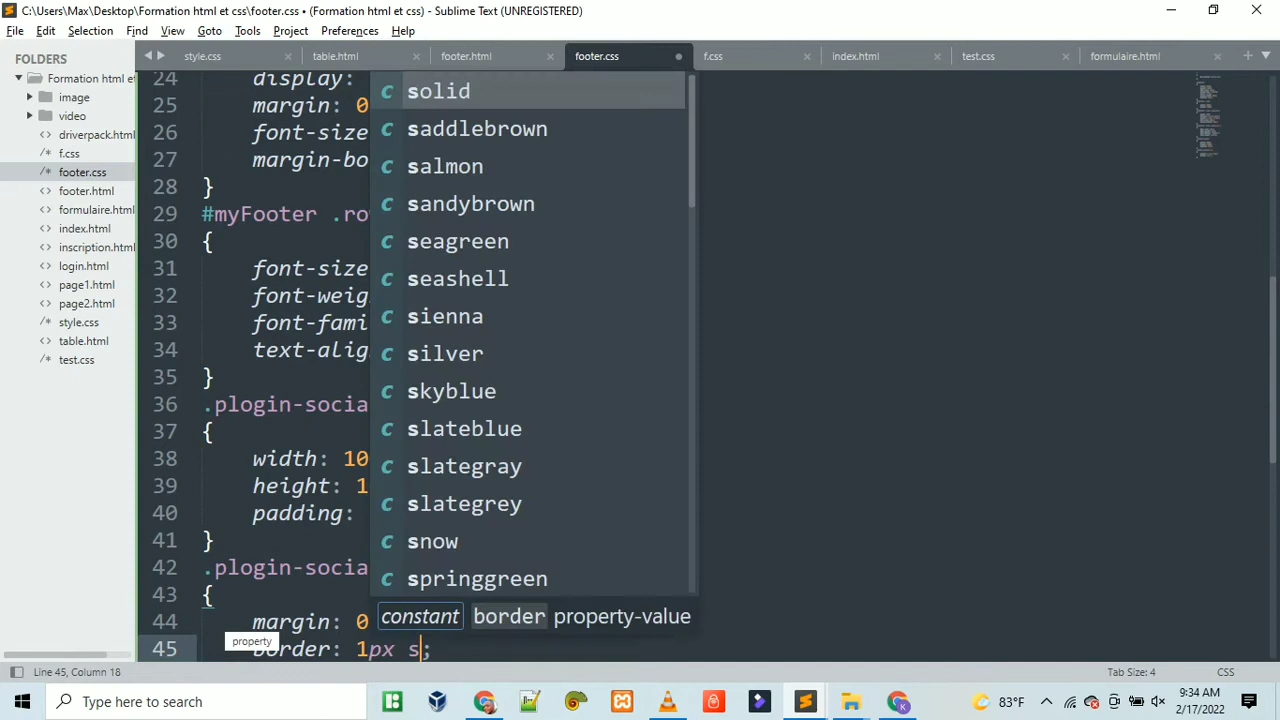 C:\Users\Max\Desktop\Formation html et css\footer.css • (Formation html et css) - Sublime Text (UNREGISTERED)
File Edit Selection Find View Goto Tools Project Preferences Help
FOLDERS
Formation html et
image
video
driverpack.html
f.css
footer.css
footer.html
formulaire.html
index.html
inscription.html
login.html
page1.html
page2.html
style.css
table.html
test.css
style.css table.html footer.html footer.css f.css index.html test.css formulaire.html
24 display:
25 margin: 0
26 font-size
27 margin-bo
28 }
29 #myFooter .ro
30 {
31 font-size
32 font-weig
33 font-fami
34 text-alig
35 }
36 .plogin-socia
37 {
38 width: 10
39 height: 1
40 padding:
41 }
42 .plogin-socia
43 {
44 margin: 0
45 border: 1px s;
c solid
c saddlebrown
c salmon
c sandybrown
c seagreen
c seashell
c sienna
c silver
c skyblue
c slateblue
c slategray
c slategrey
c snow
c springgreen
constant border property-value
property
Line 45, Column 18 Tab Size: 4 CSS
Type here to search
83°F
9:34 AM
2/17/2022